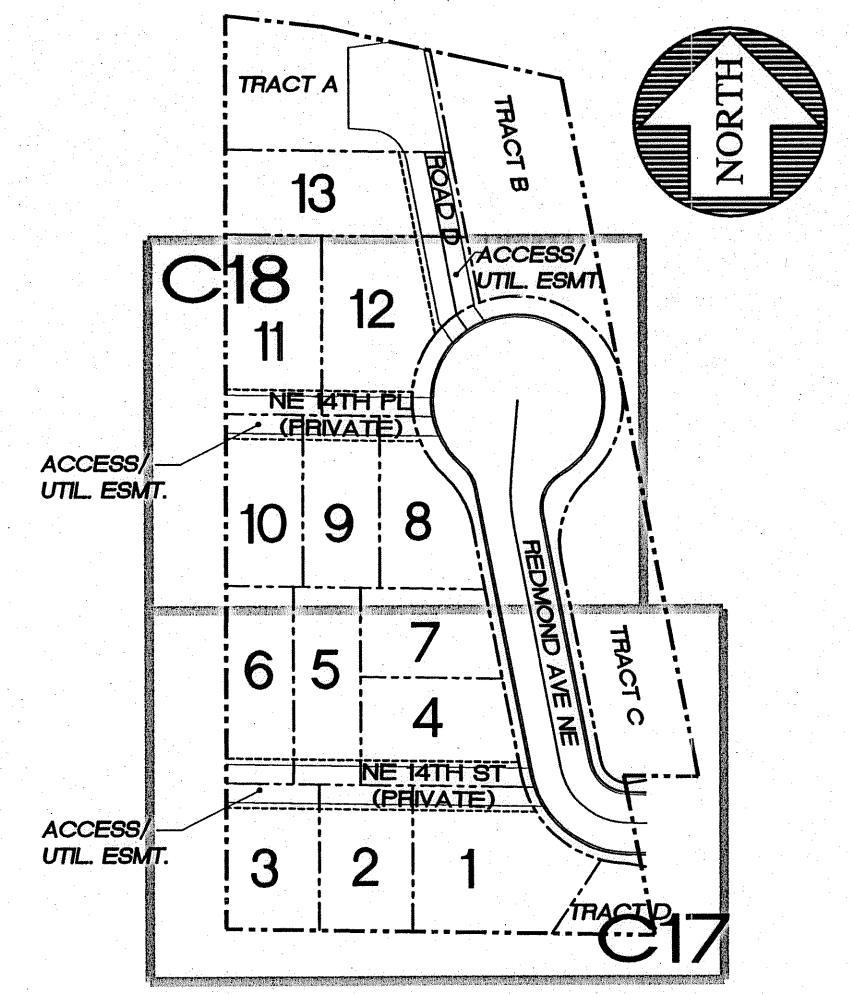 TRACT A
TRACT B
NORTH
13
ROAD D
ACCESS/
UTIL. ESMT.
C18
11
12
NE 14TH PL
(PRIVATE)
ACCESS/
UTIL. ESMT.
10
9
8
REDMOND AVE NE
7
6
5
TRACT C
4
NE 14TH ST
(PRIVATE)
ACCESS/
UTIL. ESMT.
3
2
1
TRACT D
C17